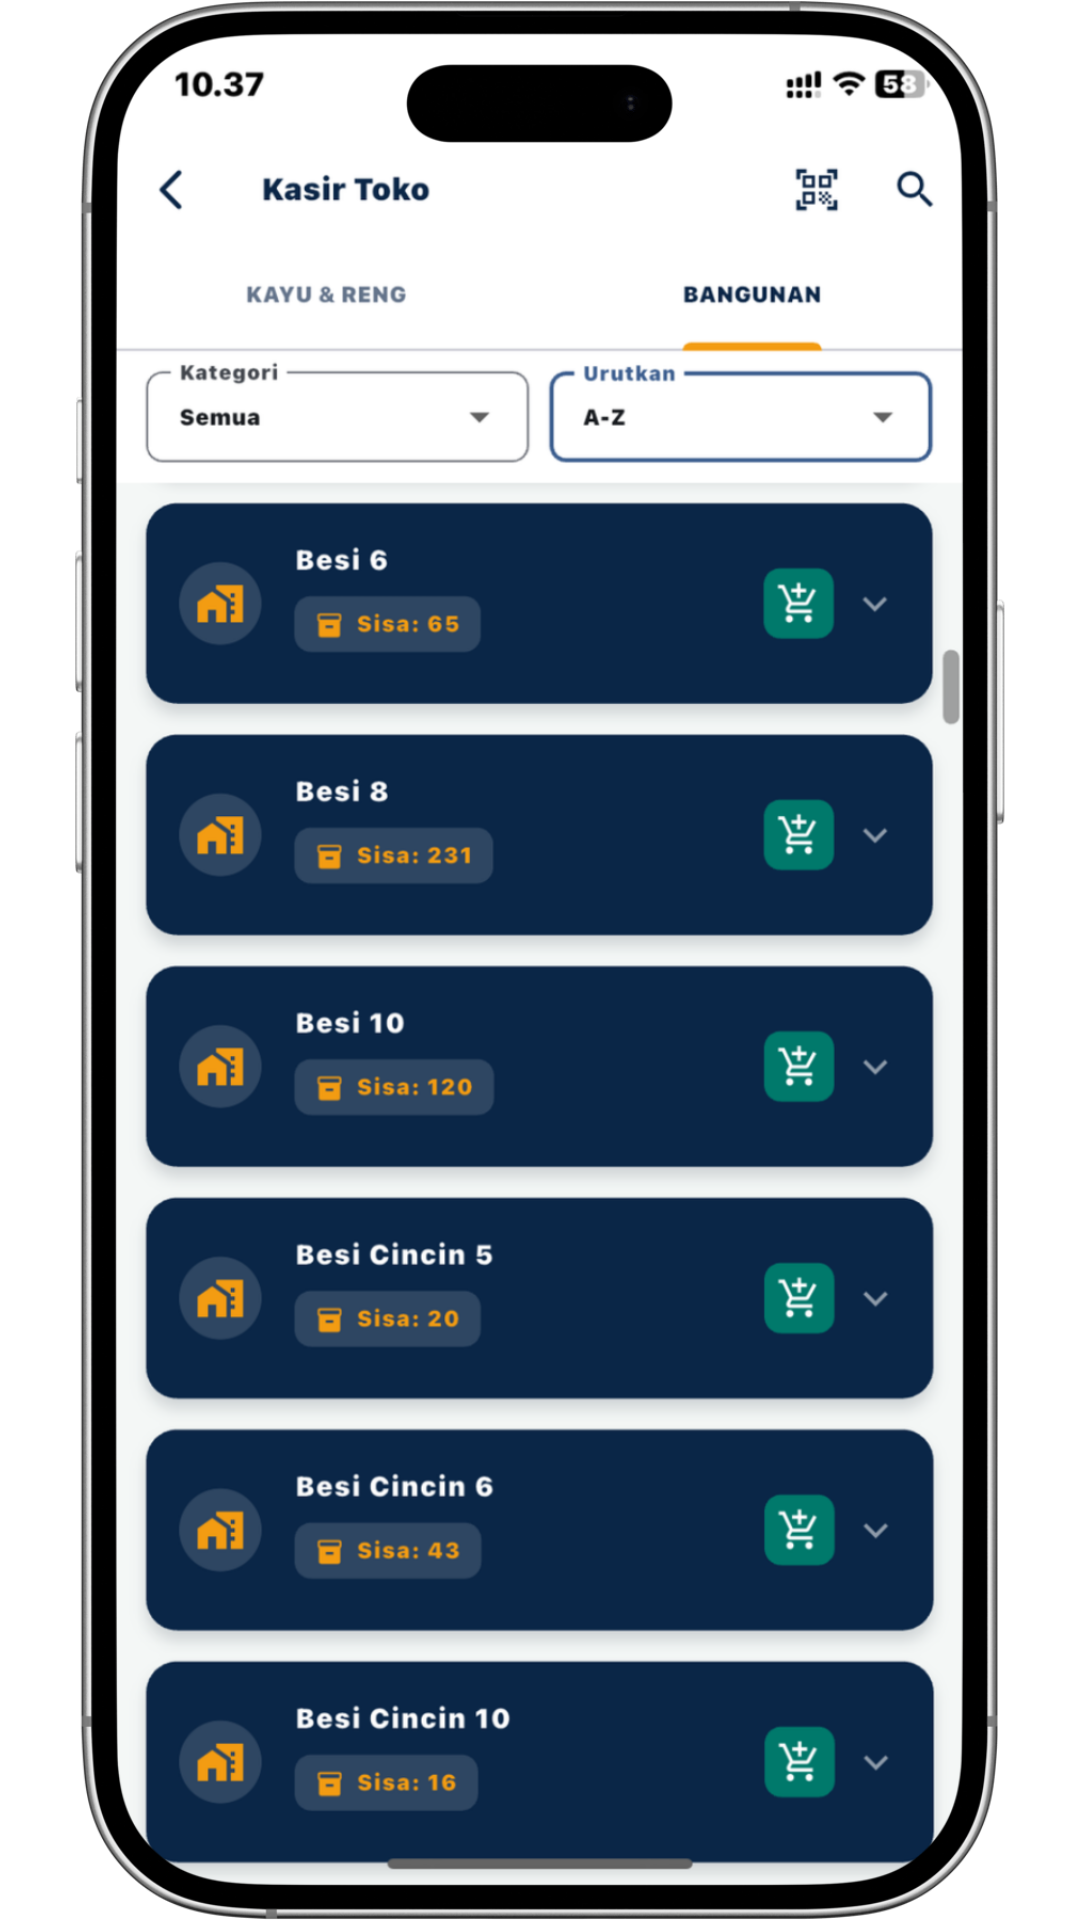 10.37
58
Kasir Toko
KAYU & RENG
BANGUNAN
Kategori
Urutkan
Semua
A-Z
Besi 6
Sisa: 65
Besi 8
Sisa: 231
Besi 10
Sisa: 120
Besi Cincin 5
Sisa: 20
Besi Cincin 6
Sisa: 43
Besi Cincin 10
Sisa: 16